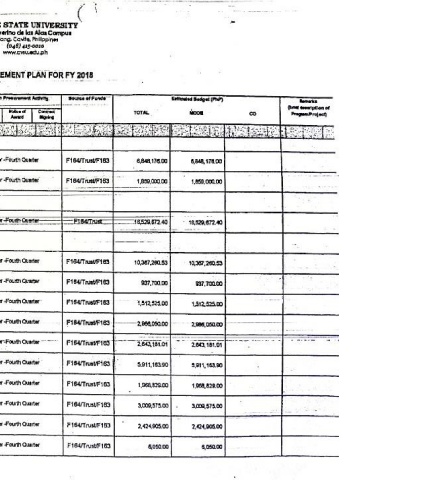 STATE UNIVERSITY
erino de las Alas Campus
ang, Cavite, Philippines
www.cvsu.edu.ph
EMENT PLAN FOR FY 2018
Procurement Activity Source of Funds Estimated Budget (PhP) Remarks
(brief description of
Program/Project)
Notice of
Award Contract
Signing TOTAL MOOE CO
-Fourth Quarter F164/Trust/F163 6,848,176.00 6,848,176.00
-Fourth Quarter F164/Trust/F163 1,859,000.00 1,859,000.00
-Fourth Quarter F164/Trust 16,529,672.40 16,529,672.40
-Fourth Quarter F164/Trust/F163 10,367,260.53 10,367,260.53
-Fourth Quarter F164/Trust/F163 937,700.00 937,700.00
-Fourth Quarter F164/Trust/F163 1,512,525.00 1,512,525.00
-Fourth Quarter F164/Trust/F163 2,966,050.00 2,966,050.00
-Fourth Quarter F164/Trust/F163 2,643,181.01 2,643,181.01
-Fourth Quarter F164/Trust/F163 5,911,163.90 5,911,163.90
-Fourth Quarter F164/Trust/F163 1,968,829.00 1,968,829.00
-Fourth Quarter F164/Trust/F163 3,009,575.00 3,009,575.00
-Fourth Quarter F164/Trust/F163 2,424,905.00 2,424,905.00
-Fourth Quarter F164/Trust/F163 6,050.00 6,050.00